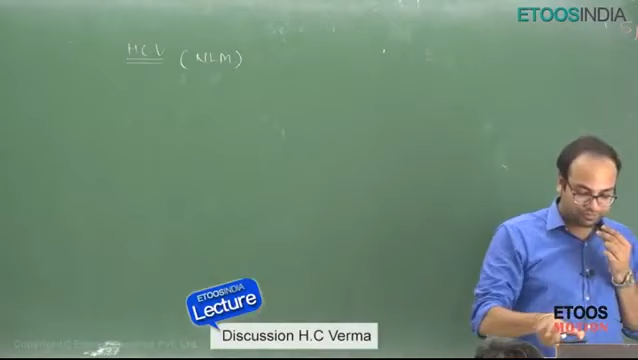 ETOOSINDIA
HCV (NLM)
ETOOSINDIA
Lecture
Discussion H.C Verma
ETOOS